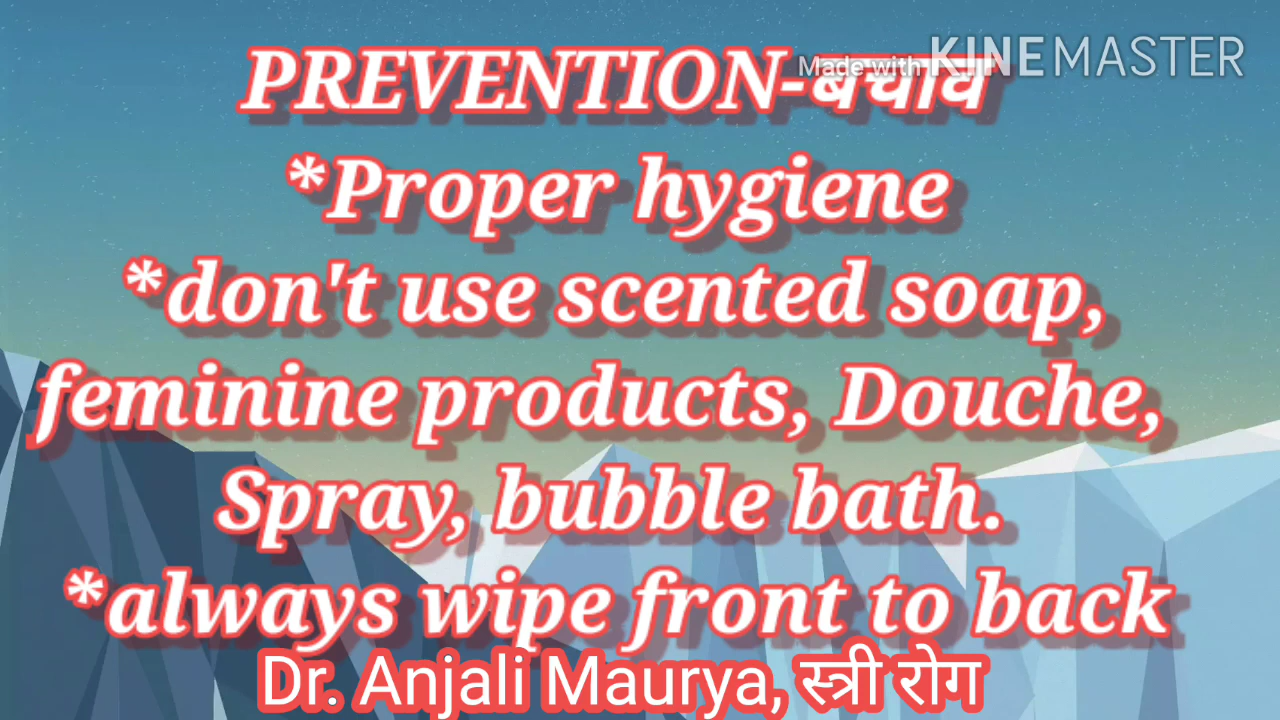 Made with KINEMASTER
PREVENTION-बचाव
*Proper hygiene
*don't use scented soap,
feminine products, Douche,
Spray, bubble bath.
*always wipe front to back
Dr. Anjali Maurya, स्त्री रोग